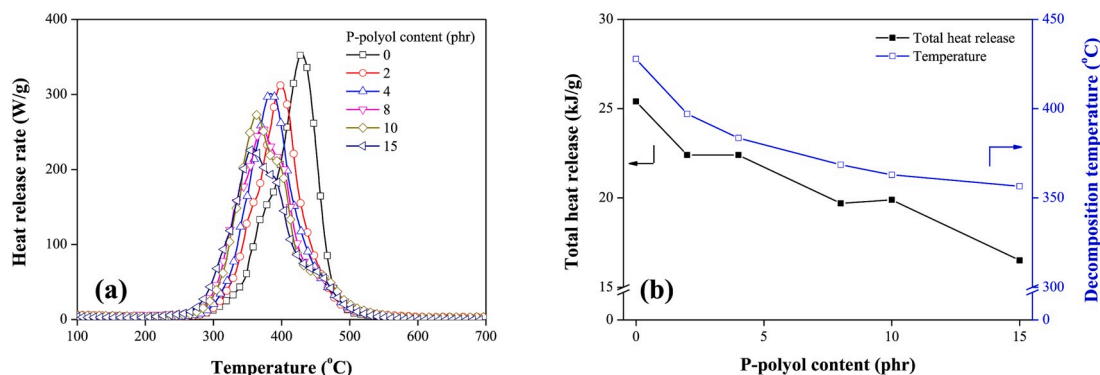 400
300
200
100
0
Heat release rate (W/g)
P-polyol content (phr)
0
2
4
8
10
15
(a)
100 200 300 400 500 600 700
Temperature (°C)
30
25
20
15
0
Total heat release (kJ/g)
Total heat release
Temperature
450
400
350
300
0
Decomposition temperature (°C)
(b)
0 5 10 15
P-polyol content (phr)